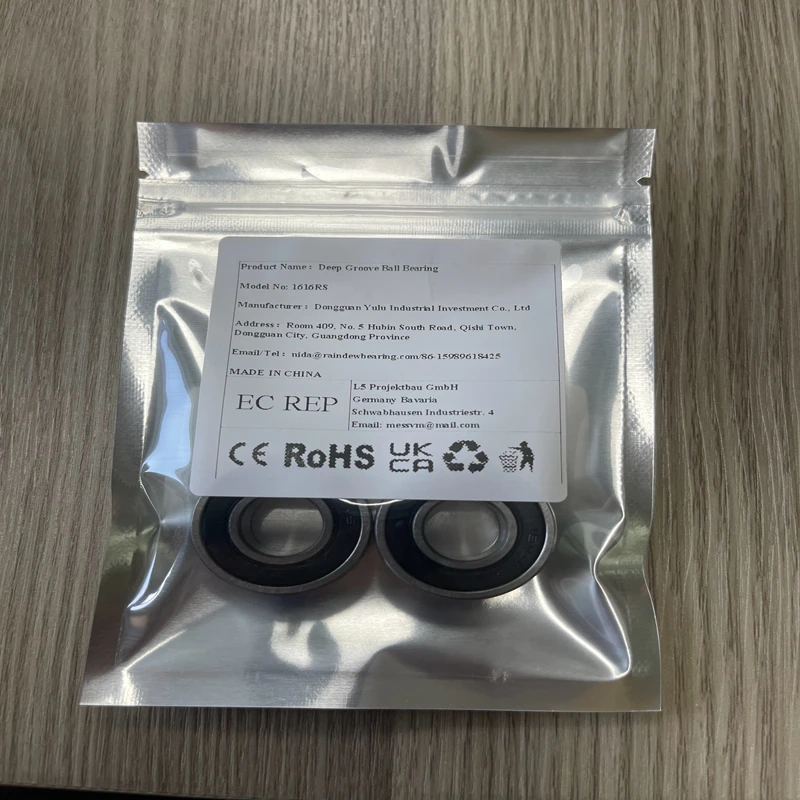 Product Name: Deep Groove Ball Bearing
Model No: 1616RS
Manufacturer: Dongguan Yulu Industrial Investment Co., Ltd
Address: Room 409, No. 5 Hubin South Road, Qishi Town,
Dongguan City, Guangdong Province
Email/Tel: nida@raindewbearing.com/86-15989618425
MADE IN CHINA
EC REP
L5 Projektbau GmbH
Germany Bavaria
Schwabhausen Industriestr. 4
Email: messvm@mail.com
CE RoHS UK
CA